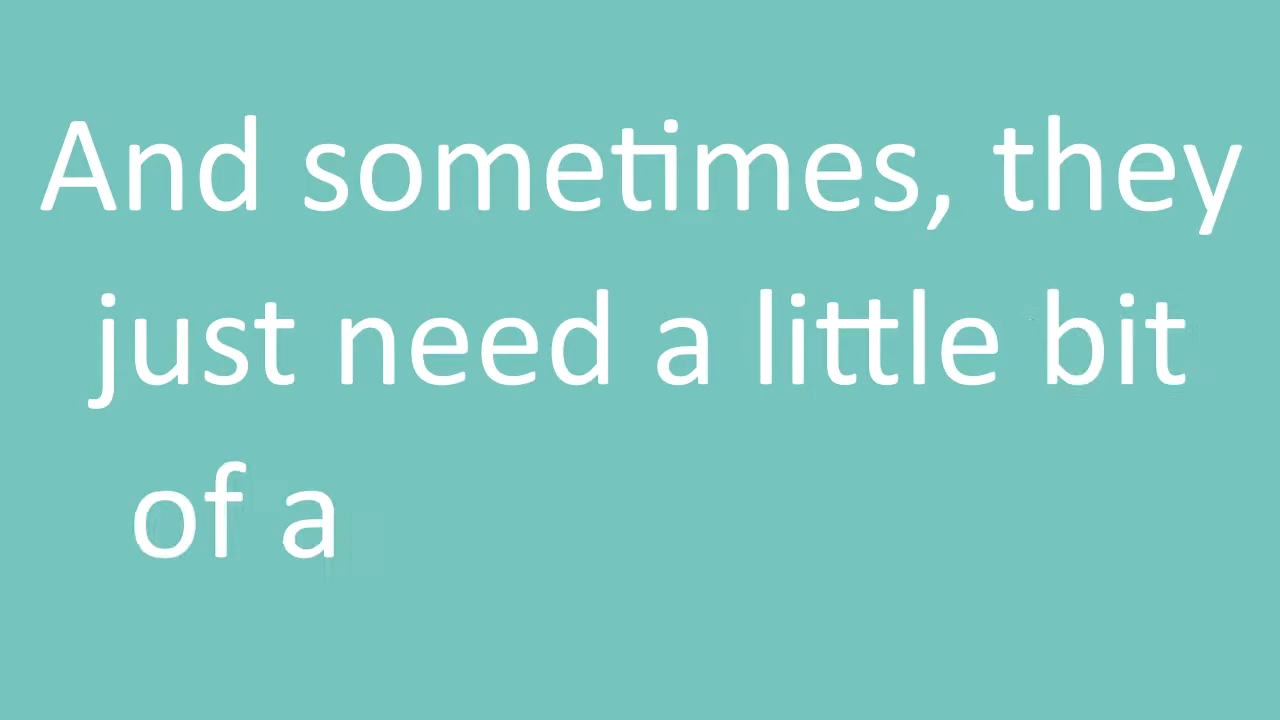 And sometimes, they
just need a little bit
of a